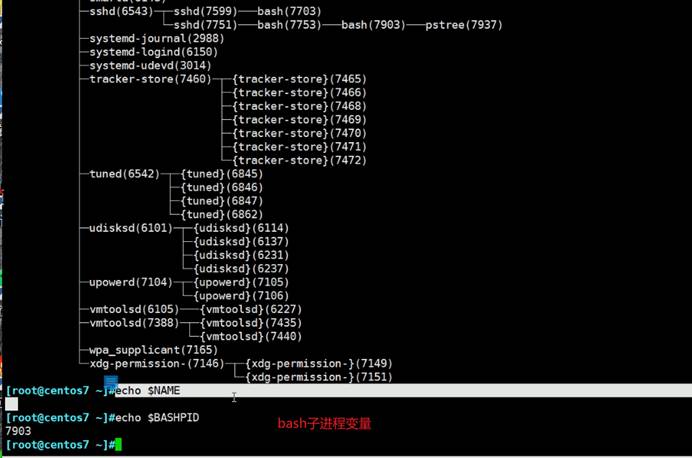 sshd(6543)─┬─sshd(7599)───bash(7703)
└─sshd(7751)───bash(7753)───bash(7903)───pstree(7937)
├─systemd-journal(2988)
├─systemd-logind(6150)
├─systemd-udevd(3014)
├─tracker-store(7460)─┬─{tracker-store}(7465)
├─{tracker-store}(7466)
├─{tracker-store}(7468)
├─{tracker-store}(7469)
├─{tracker-store}(7470)
├─{tracker-store}(7471)
└─{tracker-store}(7472)
├─tuned(6542)─┬─{tuned}(6845)
├─{tuned}(6846)
├─{tuned}(6847)
└─{tuned}(6862)
├─udisksd(6101)─┬─{udisksd}(6114)
├─{udisksd}(6137)
├─{udisksd}(6231)
└─{udisksd}(6237)
├─upowerd(7104)─┬─{upowerd}(7105)
└─{upowerd}(7106)
├─vmtoolsd(6105)───{vmtoolsd}(6227)
├─vmtoolsd(7388)─┬─{vmtoolsd}(7435)
└─{vmtoolsd}(7440)
├─wpa_supplicant(7165)
└─xdg-permission-(7146)─┬─{xdg-permission-}(7149)
└─{xdg-permission-}(7151)
[root@centos7 ~]#echo $NAME
[root@centos7 ~]#echo $BASHPID
7903
bash子进程变量
[root@centos7 ~]#